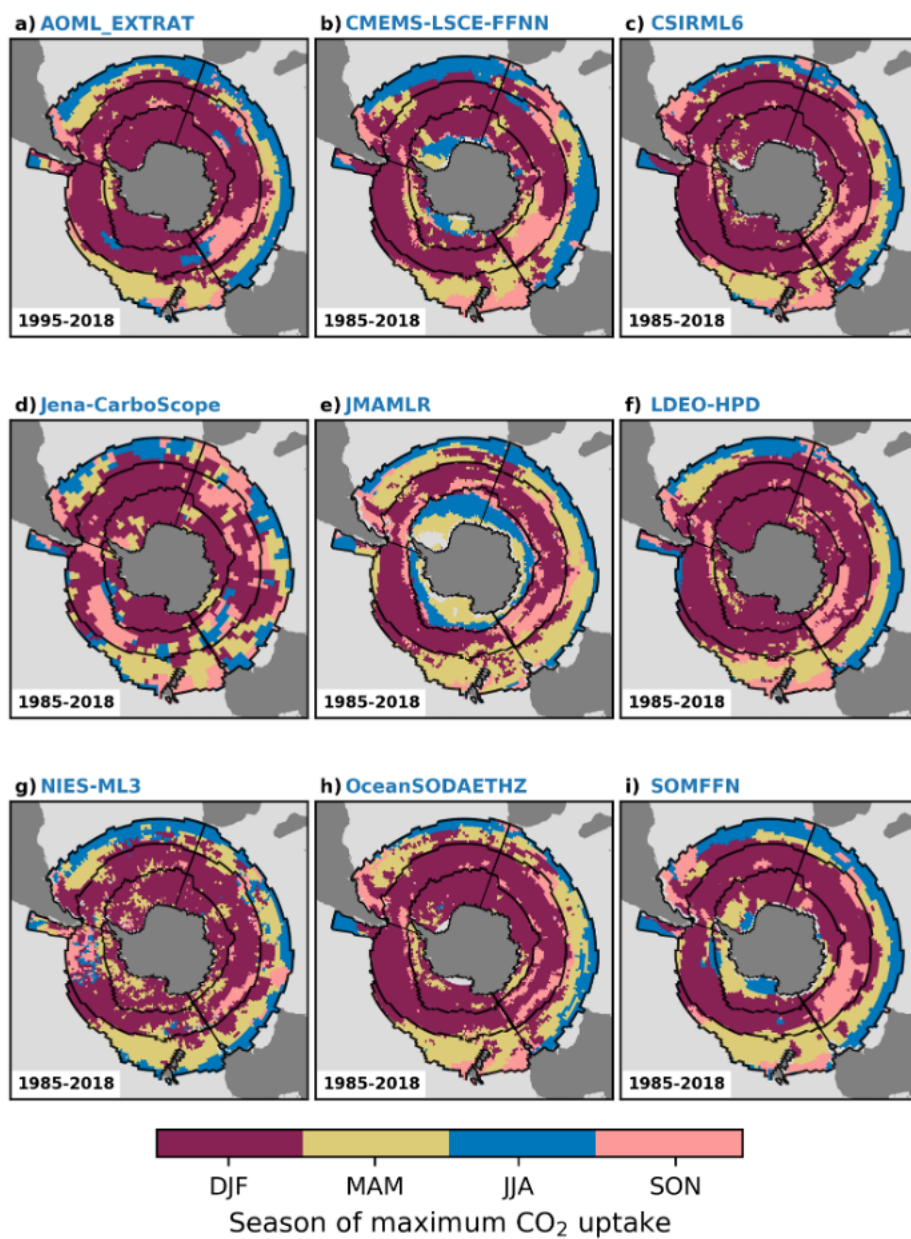 a) AOML_EXTRAT
b) CMEMS-LSCE-FFNN
c) CSIRML6
1995-2018
1985-2018
1985-2018
d) Jena-CarboScope
e) JMAMLR
f) LDEO-HPD
1985-2018
1985-2018
1985-2018
g) NIES-ML3
h) OceanSODAETHZ
i) SOMFFN
1985-2018
1985-2018
1985-2018
DJF MAM JJA SON
Season of maximum CO₂ uptake